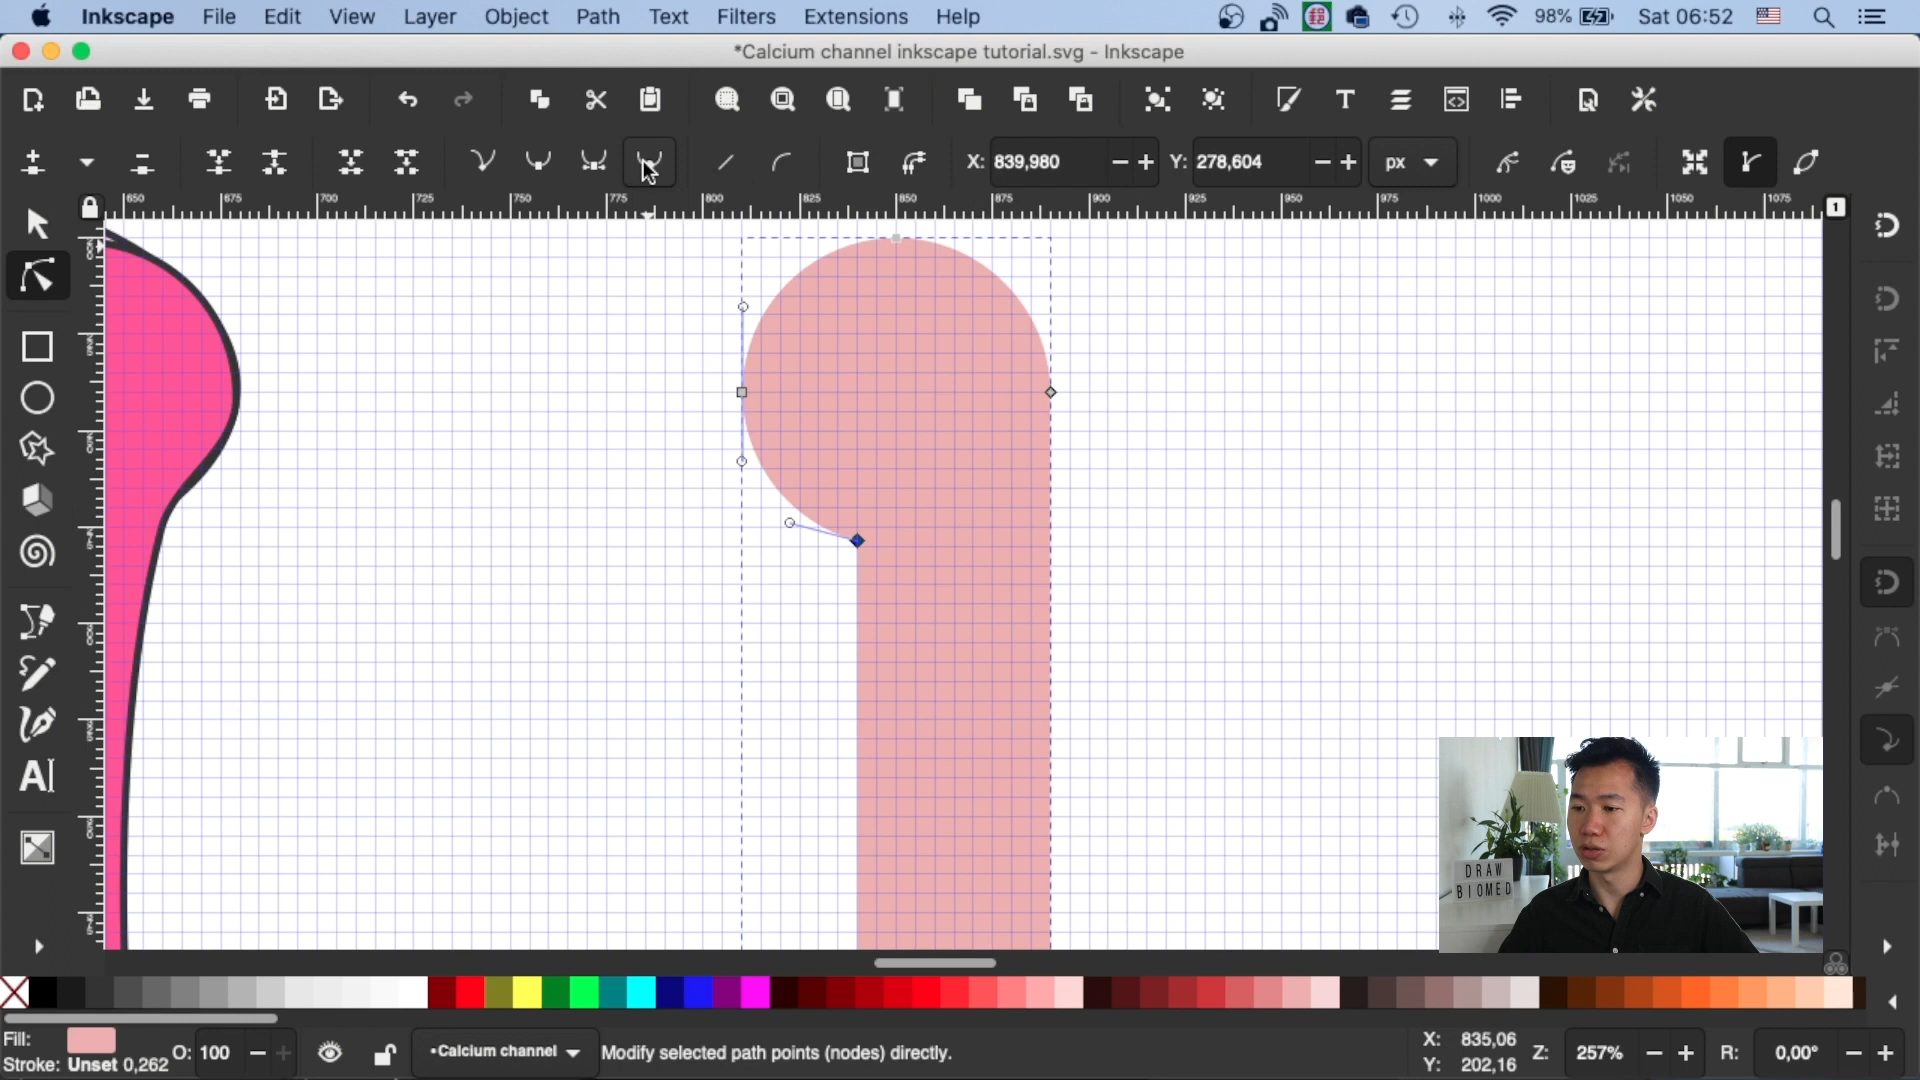 Inkscape File Edit View Layer Object Path Text Filters Extensions Help 98% Sat 06:52
*Calcium channel inkscape tutorial.svg - Inkscape
X: 839,980 Y: 278,604 px
650 675 700 725 750 775 800 825 850 875 900 925 950 975 1000 1025 1050 1075
1
DRAW
BIOMED
Fill:
Stroke: Unset 0,262 O: 100
•Calcium channel
Modify selected path points (nodes) directly.
X: 835,06
Y: 202,16
Z: 257% R: 0,00°